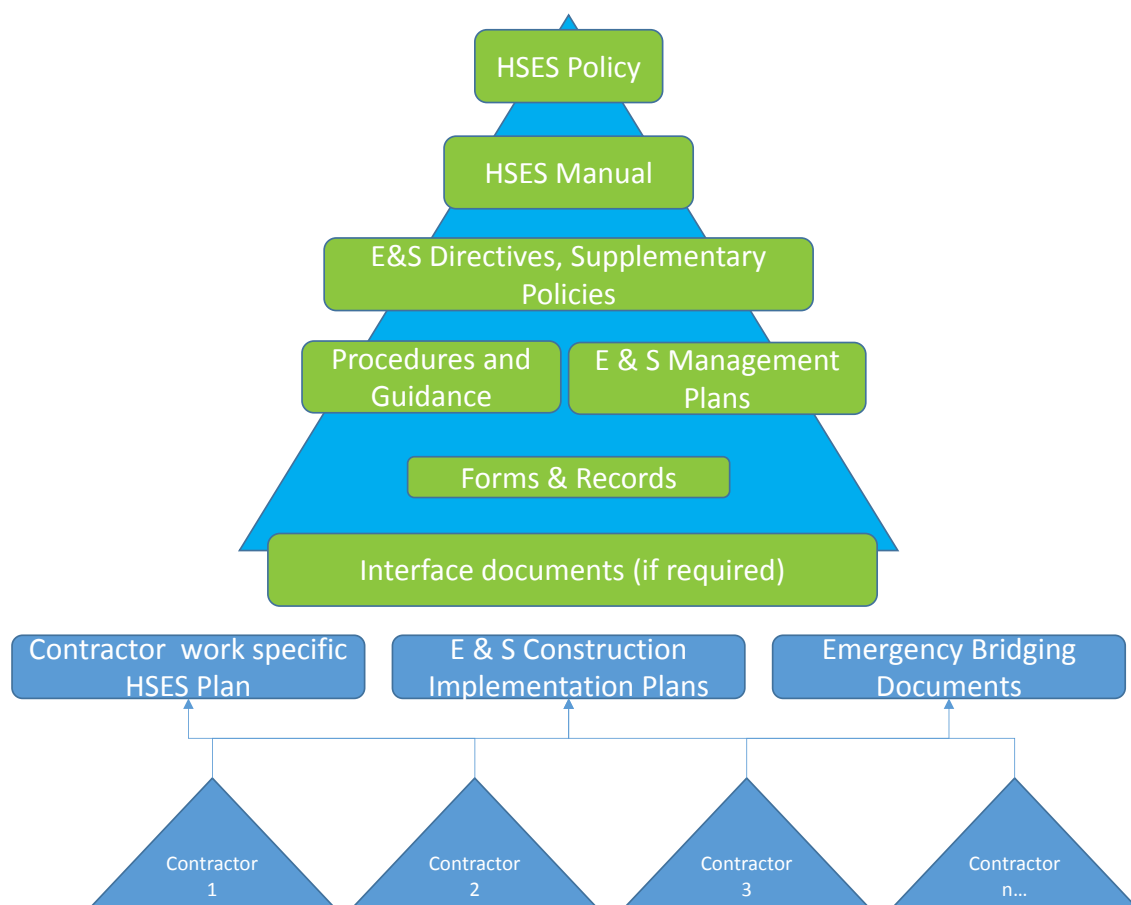 HSES Policy
HSES Manual
E&S Directives, Supplementary
Policies
Procedures and
Guidance
E & S Management
Plans
Forms & Records
Interface documents (if required)
Contractor  work specific
HSES Plan
E & S Construction
Implementation Plans
Emergency Bridging
Documents
Contractor
1
Contractor
2
Contractor
3
Contractor
n...